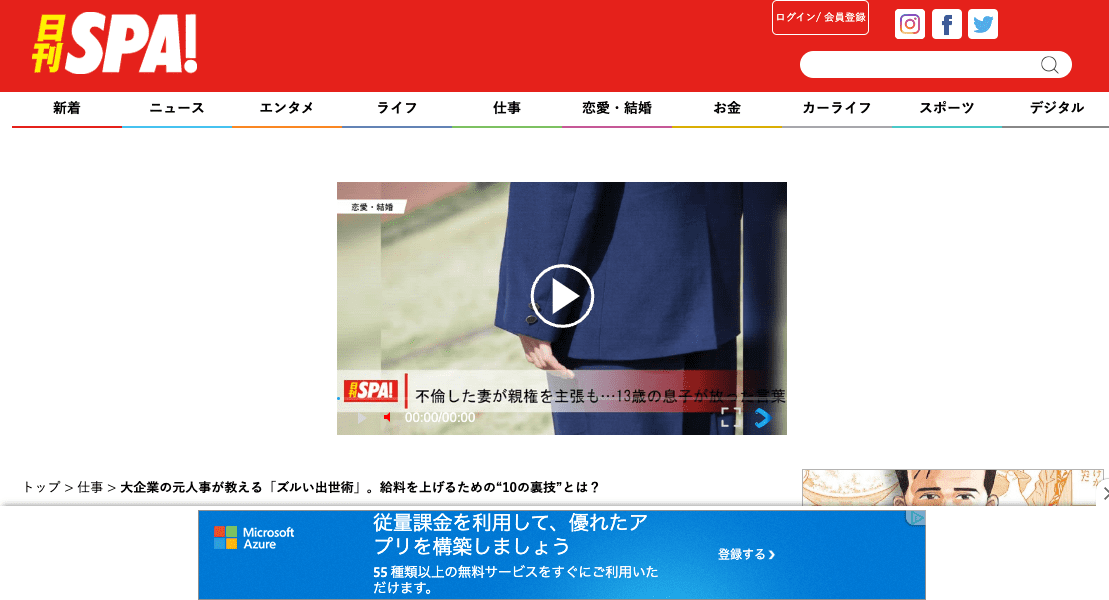 日刊SPA!
ログイン/ 会員登録
新着
ニュース
エンタメ
ライフ
仕事
恋愛・結婚
お金
カーライフ
スポーツ
デジタル
恋愛・結婚
日刊SPA!
不倫した妻が親権を主張も…13歳の息子が放った言葉
00:00/00:00
トップ > 仕事 > 大企業の元人事が教える「ズルい出世術」。給料を上げるための“10の裏技”とは？
Microsoft
Azure
従量課金を利用して、優れたア
プリを構築しましょう
55 種類以上の無料サービスをすぐにご利用いた
だけます。
登録する